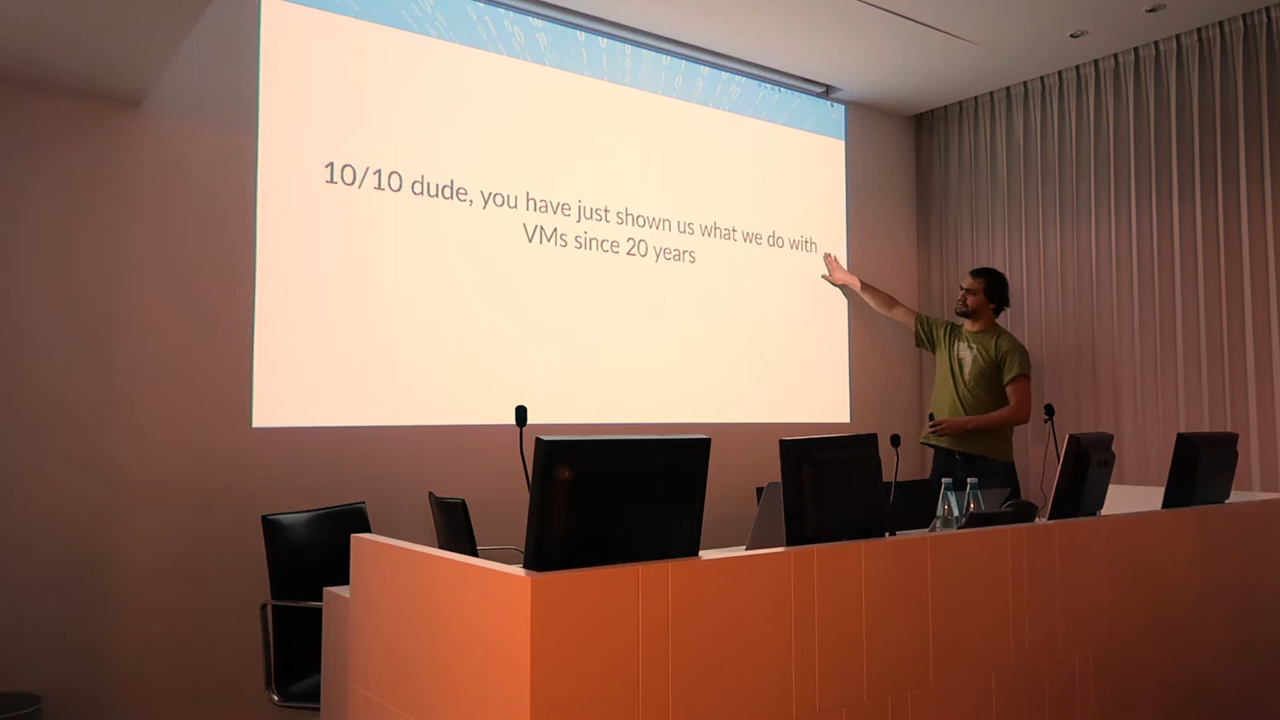 10/10 dude, you have just shown us what we do with
VMs since 20 years